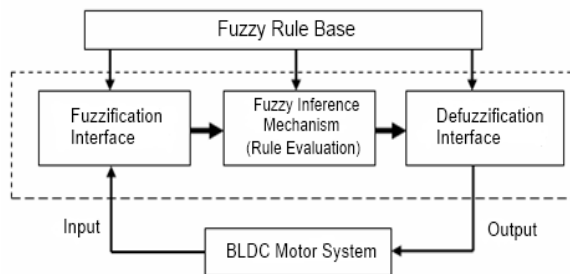 Fuzzy Rule Base
Fuzzification
Interface
Fuzzy Inference
Mechanism
(Rule Evaluation)
Defuzzification
Interface
Input
Output
BLDC Motor System